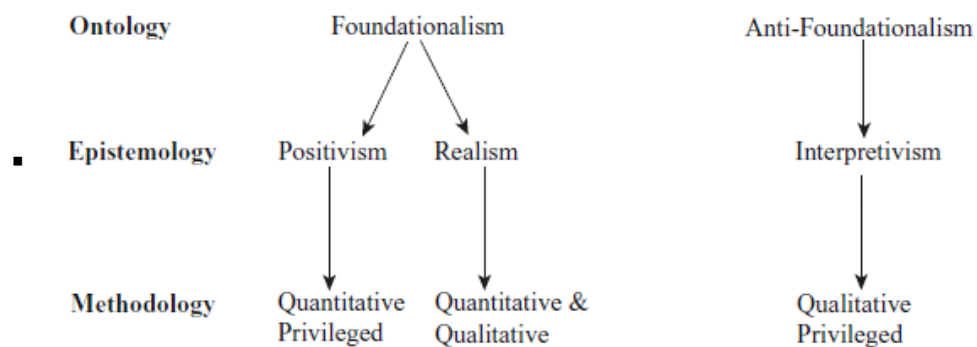 Ontology Foundationalism Anti-Foundationalism
Epistemology Positivism Realism Interpretivism
Methodology Quantitative Quantitative & Qualitative
Privileged Qualitative Privileged